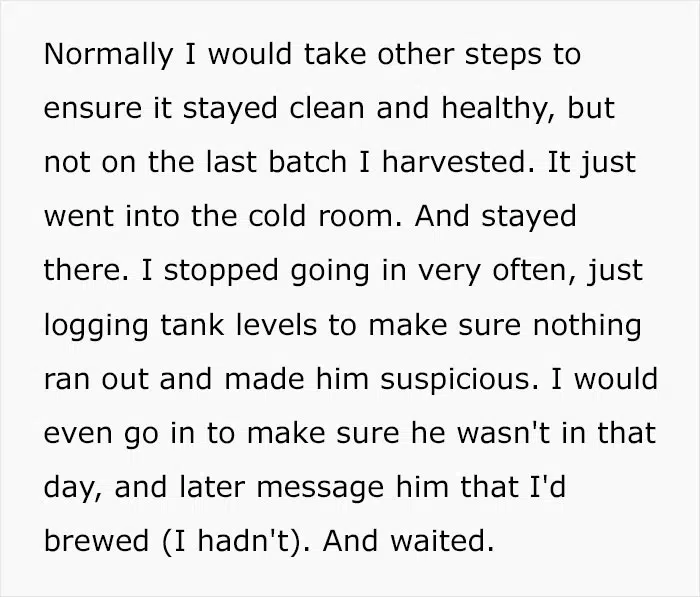 Normally I would take other steps to
ensure it stayed clean and healthy, but
not on the last batch I harvested. It just
went into the cold room. And stayed
there. I stopped going in very often, just
logging tank levels to make sure nothing
ran out and made him suspicious. I would
even go in to make sure he wasn't in that
day, and later message him that I'd
brewed (I hadn't). And waited.